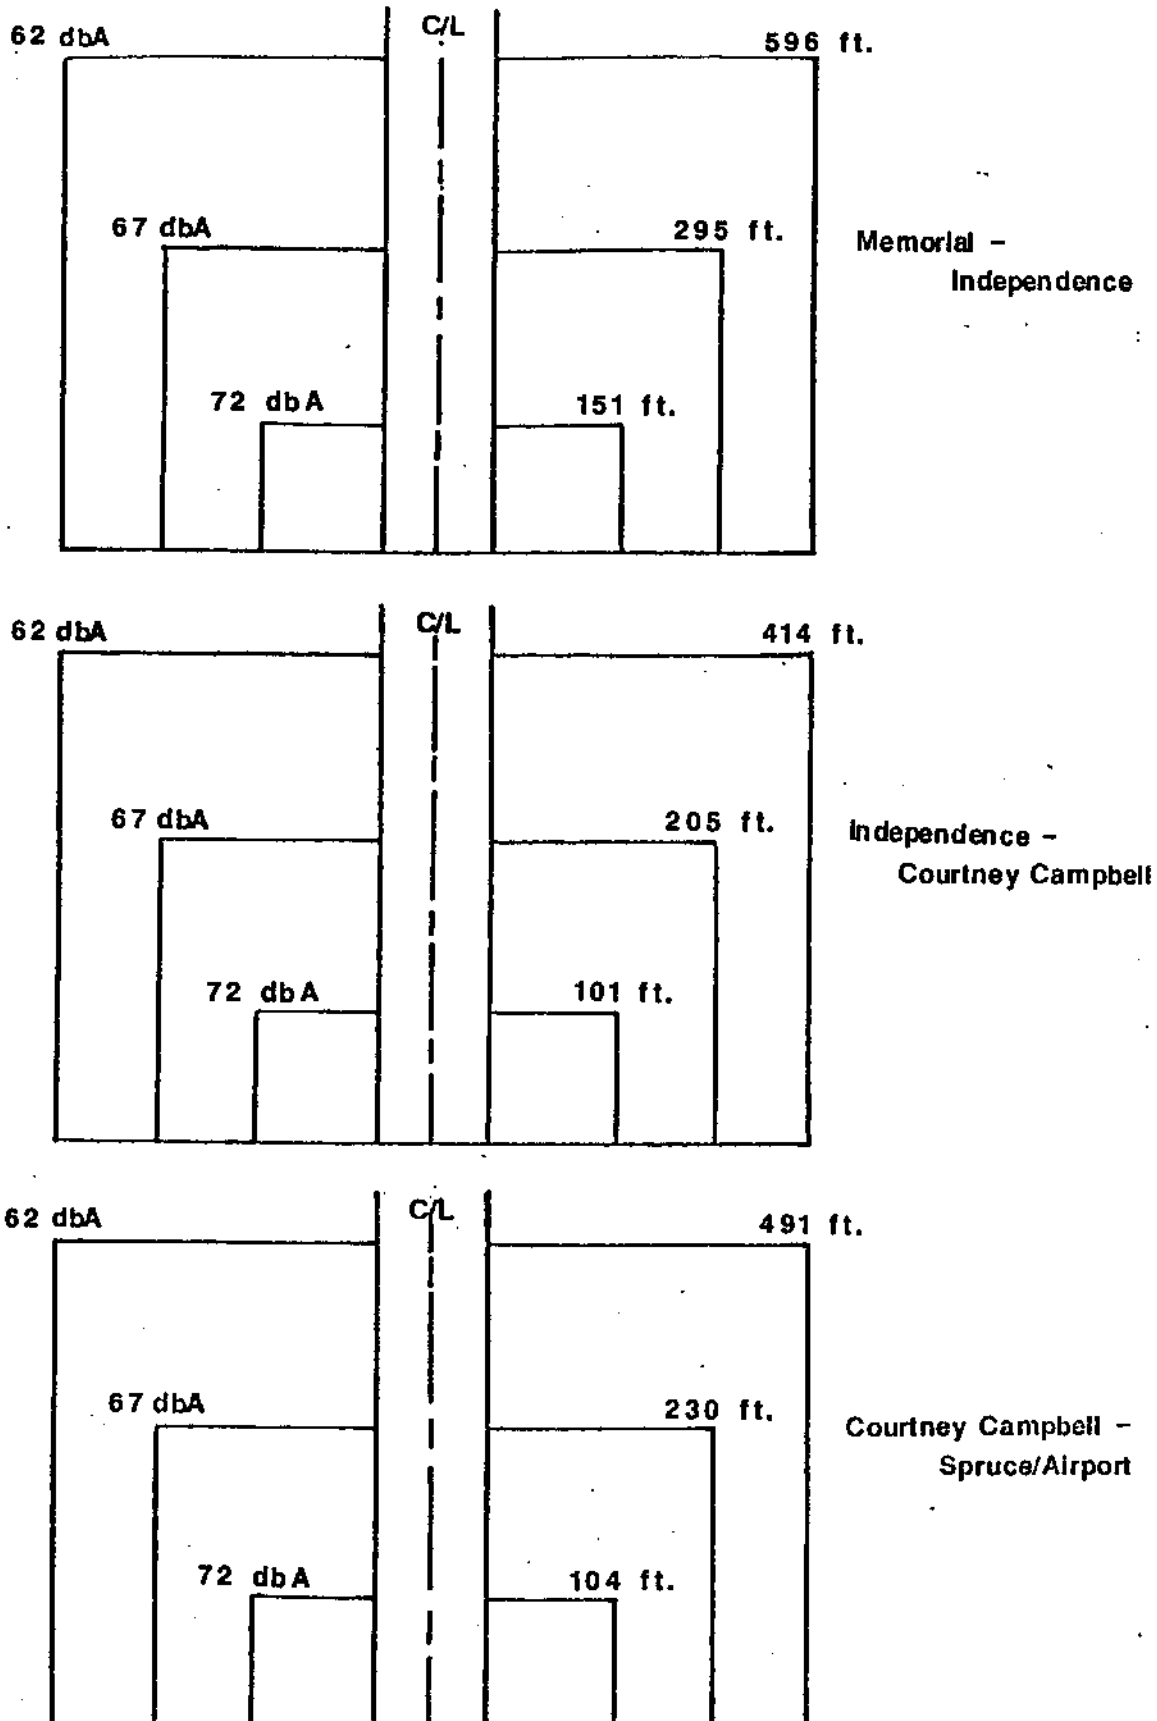 C/L
62 dbA
596 ft.
67 dbA
295 ft.
Memorial -
Independence
72 dbA
151 ft.
C/L
62 dbA
414 ft.
67 dbA
205 ft.
Independence -
Courtney Campbell
72 dbA
101 ft.
C/L
62 dbA
491 ft.
67 dbA
230 ft.
Courtney Campbell -
Spruce/Airport
72 dbA
104 ft.